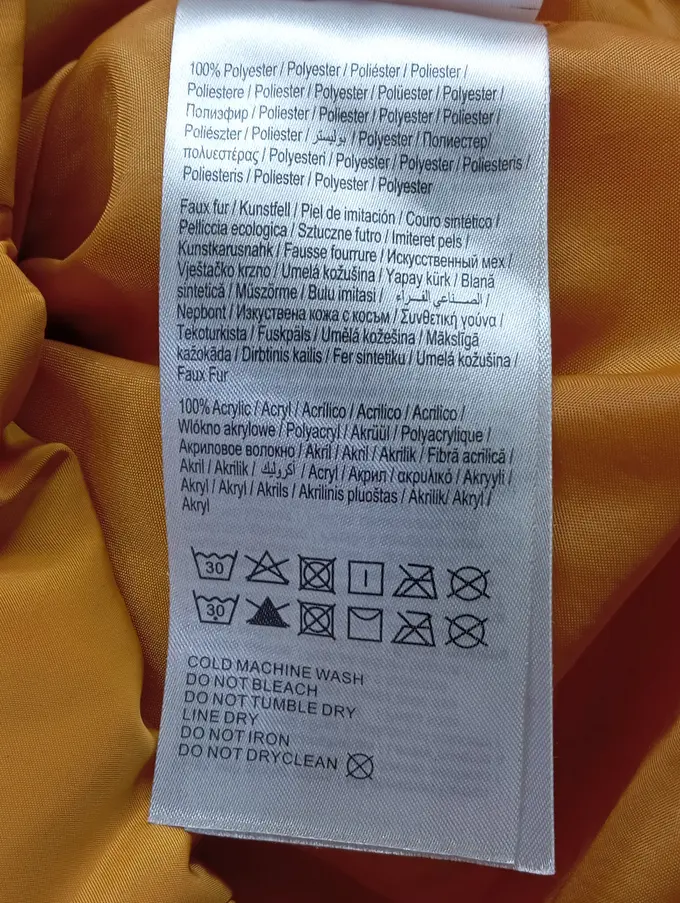 100% Polyester / Polyester / Poliéster / Poliester /
Poliestere / Poliester / Polyester / Polüester / Polyester /
Полиэфир / Poliester / Polyester / Poliester / Polyester /
Poliészter / Poliester / بوليستر / Polyester / Полиестер/
πολυεστέρας / Polyesteri / Polyester / Polyester / Poliesteris /
Poliesteris / Poliester / Polyester / Polyester
Faux fur / Kunstfell / Piel de imitación / Couro sintético /
Pelliccia ecologica / Sztuczne futro / Imiteret pels /
Kunstkarusnahk / Fausse fourrure / Искусственный мех /
Vještačko krzno / Umelá kožušina / Yapay kürk / Blană
sintetică / Műszőrme / Bulu imitasi / الصناعي الفراء /
Nepbont / Изкуствена кожа с косъм / Συνθετική γούνα /
Tekoturkista / Fuskpäls / Umělá kožešina / Mākslīgā
kažokāda / Dirbtinis kailis / Fer sintetiku / Umelá kožušina /
Faux Fur
100% Acrylic / Acryl / Acrílico / Acrilico / Acrilico /
Wlókno akrylowe / Polyacryl / Akrüül / Polyacrylique /
Акриловое волокно / Akril / Akril / Akrilik / Fibră acrilică /
Akril / Akrilik / أكروليك / Acryl / Акрил / ακρυλικό / Akryyli /
Akryl / Akryl / Akrils / Akrilinis pluoštas / Akrilik/ Akryl /
Akryl
30
30
COLD MACHINE WASH
DO NOT BLEACH
DO NOT TUMBLE DRY
LINE DRY
DO NOT IRON
DO NOT DRYCLEAN